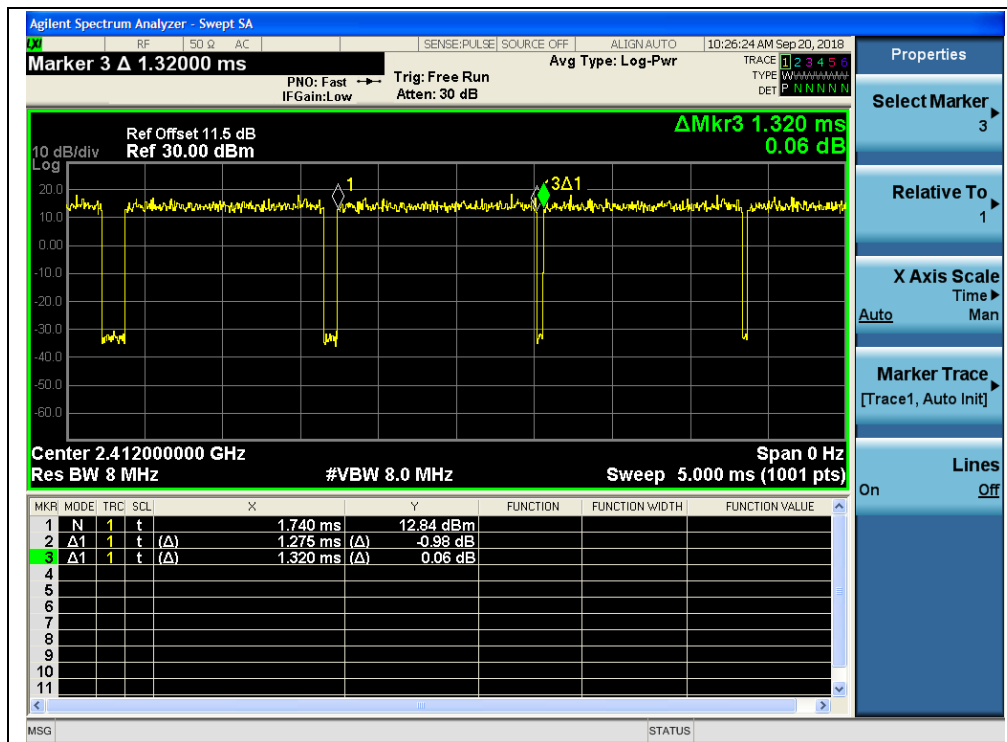 Agilent Spectrum Analyzer - Swept SA
LXI RF 50 Ω AC SENSE:PULSE SOURCE OFF ALIGN AUTO 10:26:24 AM Sep 20, 2018
Marker 3 Δ 1.32000 ms
PNO: Fast
IFGain:Low
Trig: Free Run
Atten: 30 dB
Avg Type: Log-Pwr
TRACE 1 2 3 4 5 6
TYPE W
DET P N N N N N
Ref Offset 11.5 dB
Ref 30.00 dBm
10 dB/div
Log
ΔMkr3 1.320 ms
0.06 dB
20.0
10.0
0.00
-10.0
-20.0
-30.0
-40.0
-50.0
-60.0
1
3Δ1
Center 2.412000000 GHz
Span 0 Hz
Res BW 8 MHz
#VBW 8.0 MHz
Sweep 5.000 ms (1001 pts)
MKR MODE TRC SCL X Y FUNCTION FUNCTION WIDTH FUNCTION VALUE
1 N 1 t 1.740 ms 12.84 dBm
2 Δ1 1 t (Δ) 1.275 ms (Δ) -0.98 dB
3 Δ1 1 t (Δ) 1.320 ms (Δ) 0.06 dB
4
5
6
7
8
9
10
11
MSG
STATUS
Properties
Select Marker
3
Relative To
1
X Axis Scale
Time
Auto Man
Marker Trace
[Trace1, Auto Init]
Lines
On Off